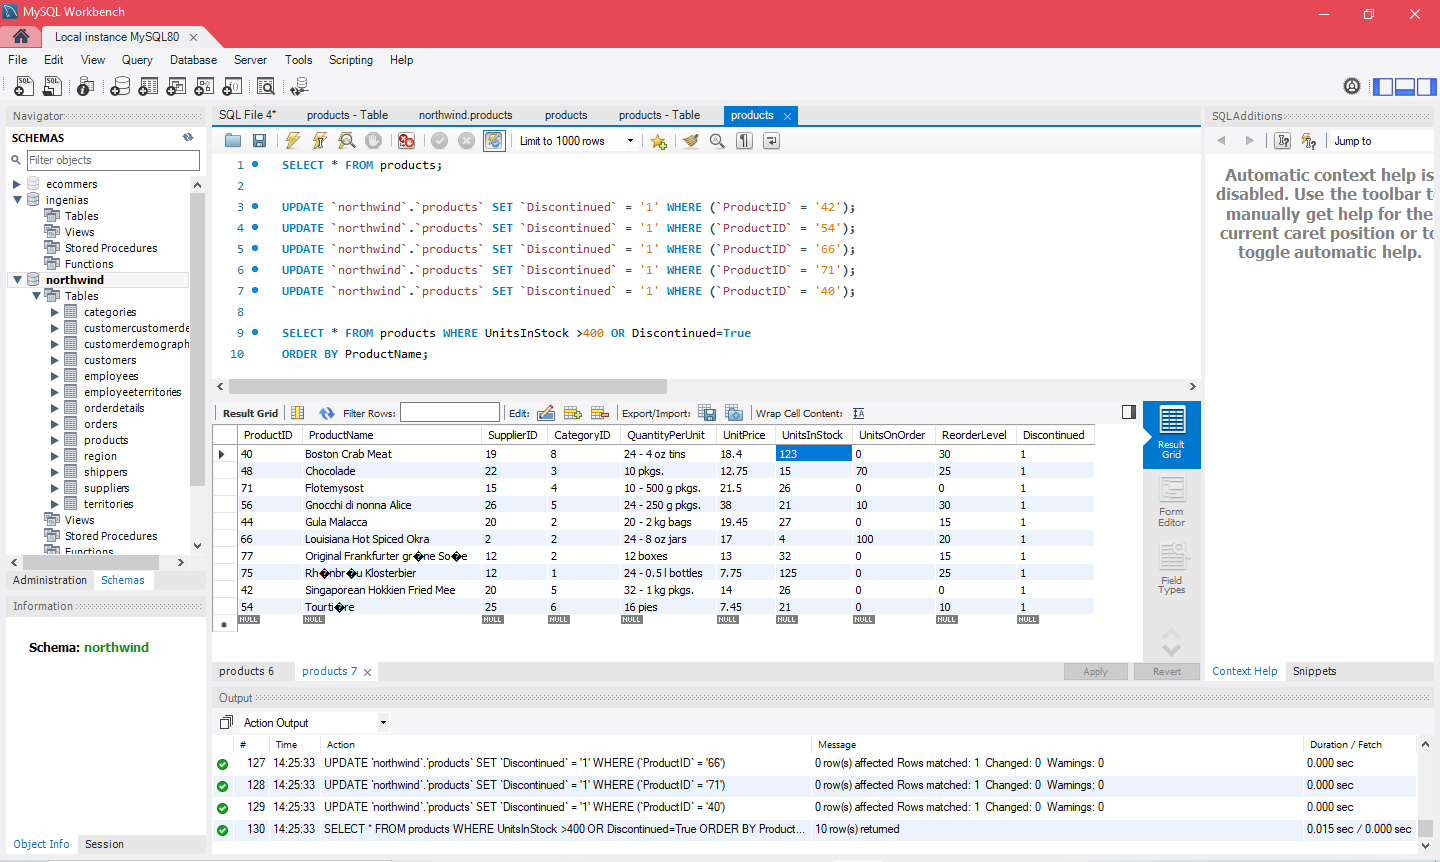 MySQL Workbench
Local instance MySQL80
File Edit View Query Database Server Tools Scripting Help
Navigator
SCHEMAS
Filter objects
ecommers
ingenias
Tables
Views
Stored Procedures
Functions
northwind
Tables
categories
customercustomerde
customerdemograph
customers
employees
employeeterritories
orderdetails
orders
products
region
shippers
suppliers
territories
Views
Stored Procedures
Functions
Administration Schemas
Information
Schema: northwind
Object Info Session
SQL File 4* products - Table northwind.products products products - Table products
Limit to 1000 rows
1 SELECT * FROM products;
2
3 UPDATE `northwind`.`products` SET `Discontinued` = '1' WHERE (`ProductID` = '42');
4 UPDATE `northwind`.`products` SET `Discontinued` = '1' WHERE (`ProductID` = '54');
5 UPDATE `northwind`.`products` SET `Discontinued` = '1' WHERE (`ProductID` = '66');
6 UPDATE `northwind`.`products` SET `Discontinued` = '1' WHERE (`ProductID` = '71');
7 UPDATE `northwind`.`products` SET `Discontinued` = '1' WHERE (`ProductID` = '40');
8
9 SELECT * FROM products WHERE UnitsInStock >400 OR Discontinued=True
10 ORDER BY ProductName;
Result Grid Filter Rows: Edit: Export/Import: Wrap Cell Content:
ProductID ProductName SupplierID CategoryID QuantityPerUnit UnitPrice UnitsInStock UnitsOnOrder ReorderLevel Discontinued
40 Boston Crab Meat 19 8 24 - 4 oz tins 18.4 123 0 30 1
48 Chocolade 22 3 10 pkgs. 12.75 15 70 25 1
71 Flotemysost 15 4 10 - 500 g pkgs. 21.5 26 0 0 1
56 Gnocchi di nonna Alice 26 5 24 - 250 g pkgs. 38 21 10 30 1
44 Gula Malacca 20 2 20 - 2 kg bags 19.45 27 0 15 1
66 Louisiana Hot Spiced Okra 2 2 24 - 8 oz jars 17 4 100 20 1
77 Original Frankfurter gr�ne So�e 12 2 12 boxes 13 32 0 15 1
75 Rh�nbr�u Klosterbier 12 1 24 - 0.5 l bottles 7.75 125 0 25 1
42 Singaporean Hokkien Fried Mee 20 5 32 - 1 kg pkgs. 14 26 0 0 1
54 Tourti�re 25 6 16 pies 7.45 21 0 10 1
NULL NULL NULL NULL NULL NULL NULL NULL NULL NULL
Result Grid
Form Editor
Field Types
products 6 products 7 Apply Revert
SQLAdditions
Jump to
Automatic context help is
disabled. Use the toolbar t
manually get help for the
current caret position or to
toggle automatic help.
Context Help Snippets
Output
Action Output
# Time Action Message Duration / Fetch
127 14:25:33 UPDATE `northwind`.`products` SET `Discontinued` = '1' WHERE (`ProductID` = '66') 0 row(s) affected Rows matched: 1 Changed: 0 Warnings: 0 0.000 sec
128 14:25:33 UPDATE `northwind`.`products` SET `Discontinued` = '1' WHERE (`ProductID` = '71') 0 row(s) affected Rows matched: 1 Changed: 0 Warnings: 0 0.000 sec
129 14:25:33 UPDATE `northwind`.`products` SET `Discontinued` = '1' WHERE (`ProductID` = '40') 0 row(s) affected Rows matched: 1 Changed: 0 Warnings: 0 0.000 sec
130 14:25:33 SELECT * FROM products WHERE UnitsInStock >400 OR Discontinued=True ORDER BY Product... 10 row(s) returned 0.015 sec / 0.000 sec